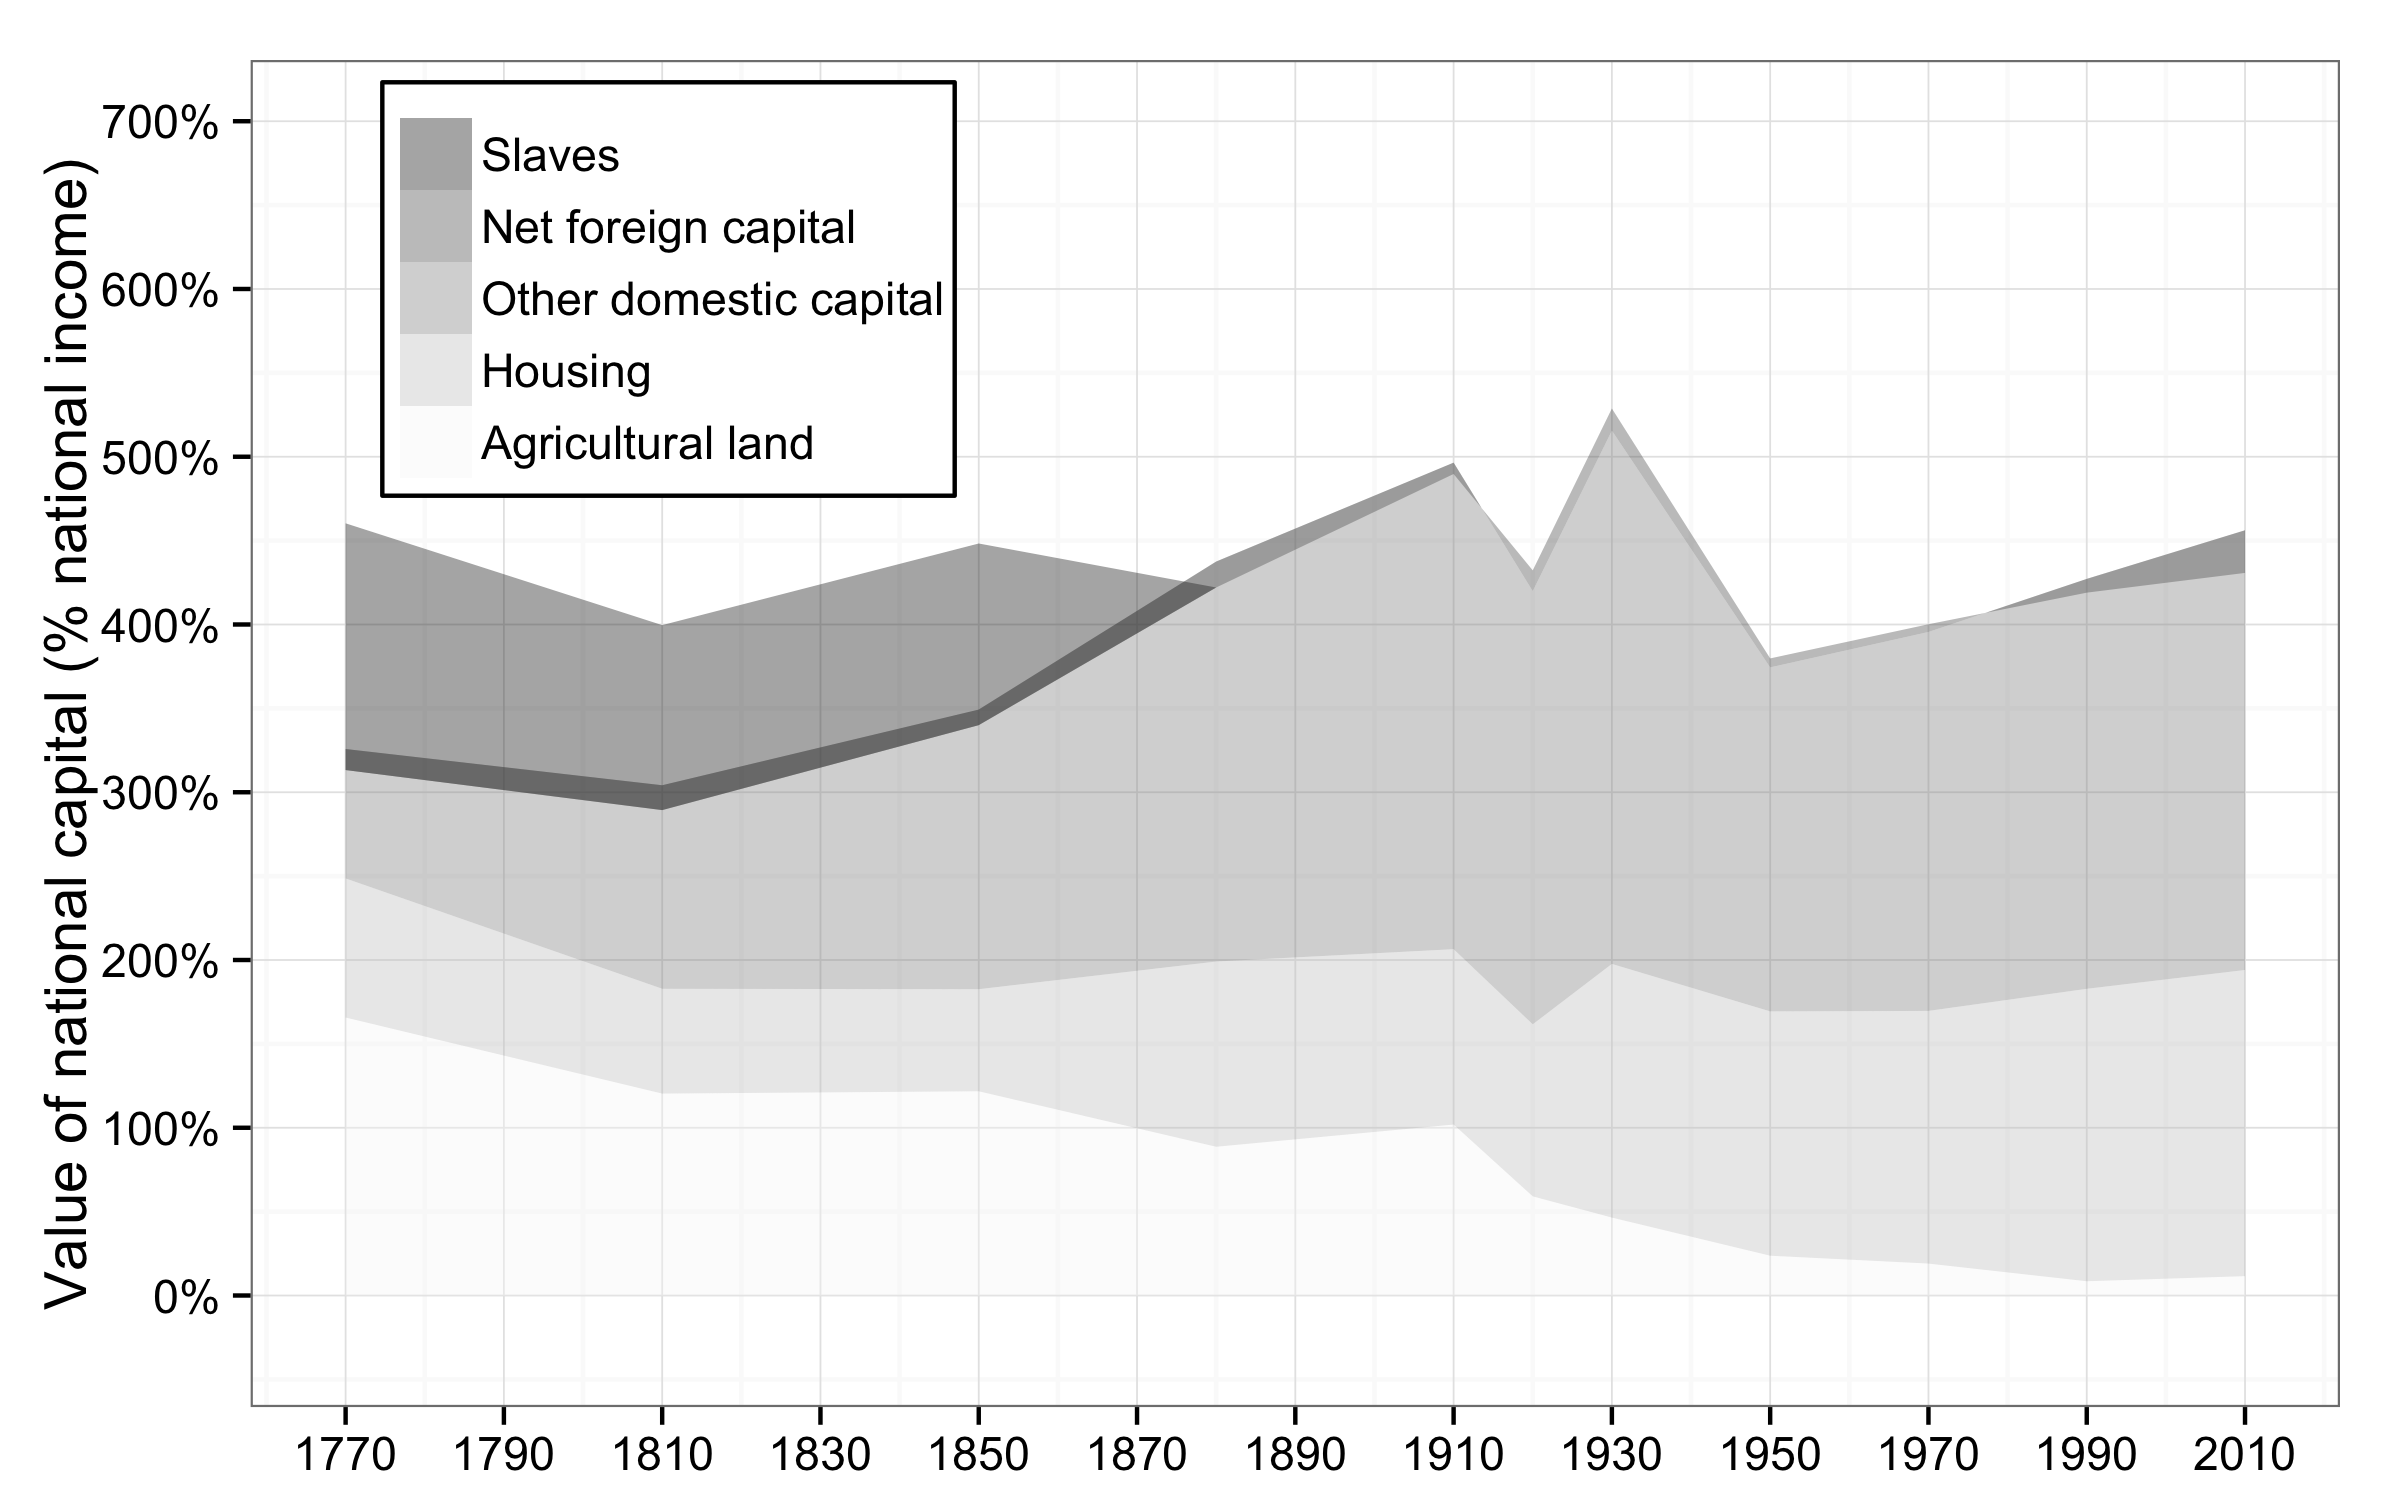 Value of national capital (% national income)
700%
600%
500%
400%
300%
200%
100%
0%
Slaves
Net foreign capital
Other domestic capital
Housing
Agricultural land
1770 1790 1810 1830 1850 1870 1890 1910 1930 1950 1970 1990 2010